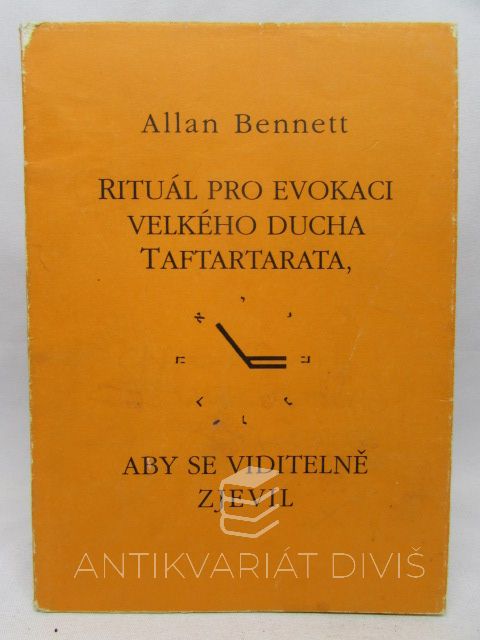 Allan Bennett
RITUÁL PRO EVOKACI
VELKÉHO DUCHA
TAFTARTARATA,
ABY SE VIDITELNĚ
ZJEVIL
ANTIKVARIÁT DIVIŠ